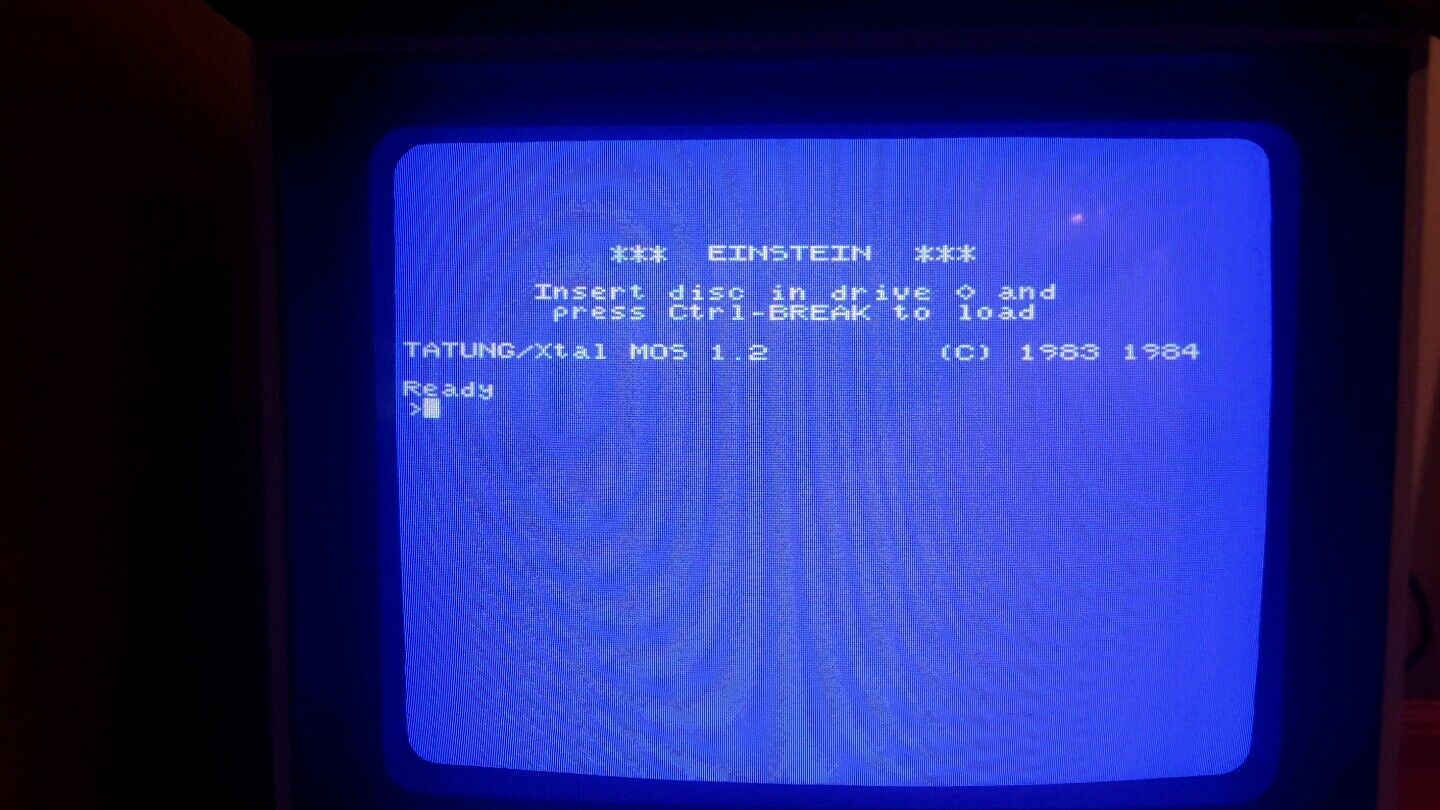 *** EINSTEIN ***
Insert disc in drive 0 and
press Ctrl-BREAK to load
TATUNG/Xtal MOS 1.2 (C) 1983 1984
Ready
>